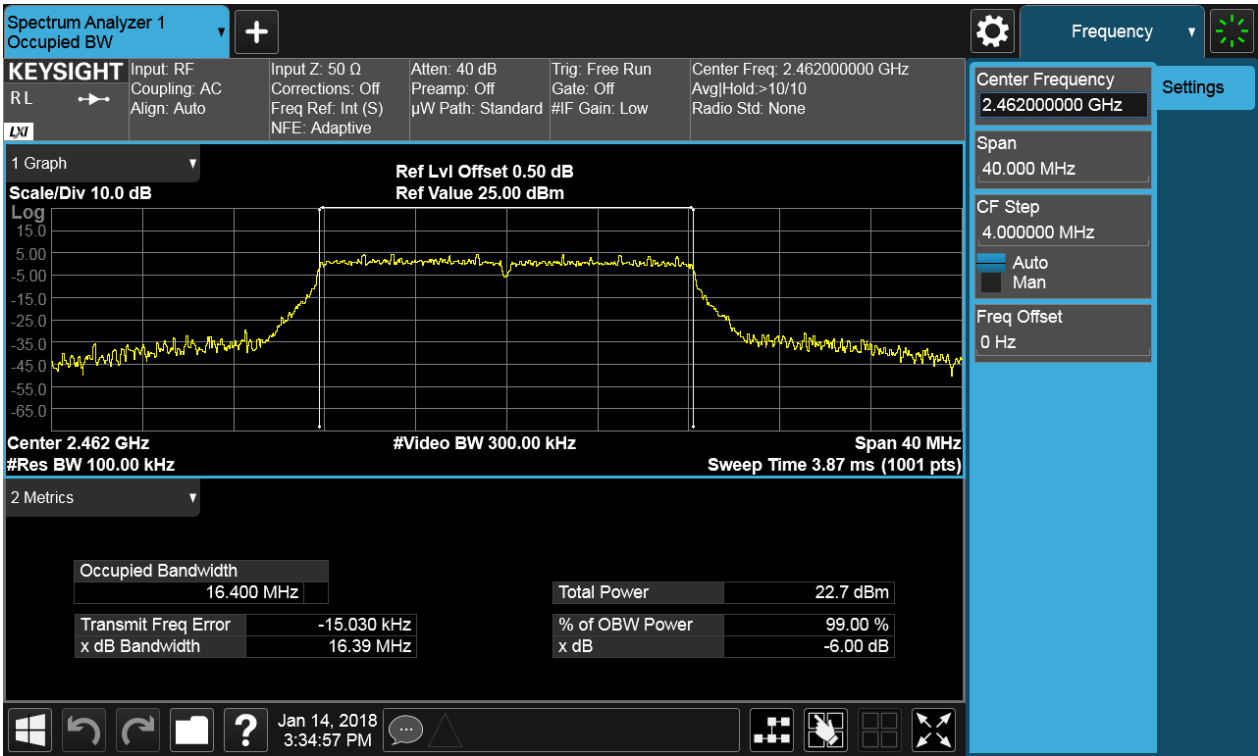 Spectrum Analyzer 1
Occupied BW
+
Frequency
KEYSIGHT
R L
LXI
Input: RF
Coupling: AC
Align: Auto
Input Z: 50 Ω
Corrections: Off
Freq Ref: Int (S)
NFE: Adaptive
Atten: 40 dB
Preamp: Off
µW Path: Standard
Trig: Free Run
Gate: Off
#IF Gain: Low
Center Freq: 2.462000000 GHz
Avg|Hold:>10/10
Radio Std: None
Center Frequency
2.462000000 GHz
Settings
Span
40.000 MHz
CF Step
4.000000 MHz
Auto
Man
Freq Offset
0 Hz
1 Graph
Ref Lvl Offset 0.50 dB
Scale/Div 10.0 dB
Ref Value 25.00 dBm
Log
15.0
5.00
-5.00
-15.0
-25.0
-35.0
-45.0
-55.0
-65.0
Center 2.462 GHz
#Video BW 300.00 kHz
Span 40 MHz
#Res BW 100.00 kHz
Sweep Time 3.87 ms (1001 pts)
2 Metrics
Occupied Bandwidth
16.400 MHz
Total Power 22.7 dBm
Transmit Freq Error -15.030 kHz
% of OBW Power 99.00 %
x dB Bandwidth 16.39 MHz
x dB -6.00 dB
?
Jan 14, 2018
3:34:57 PM